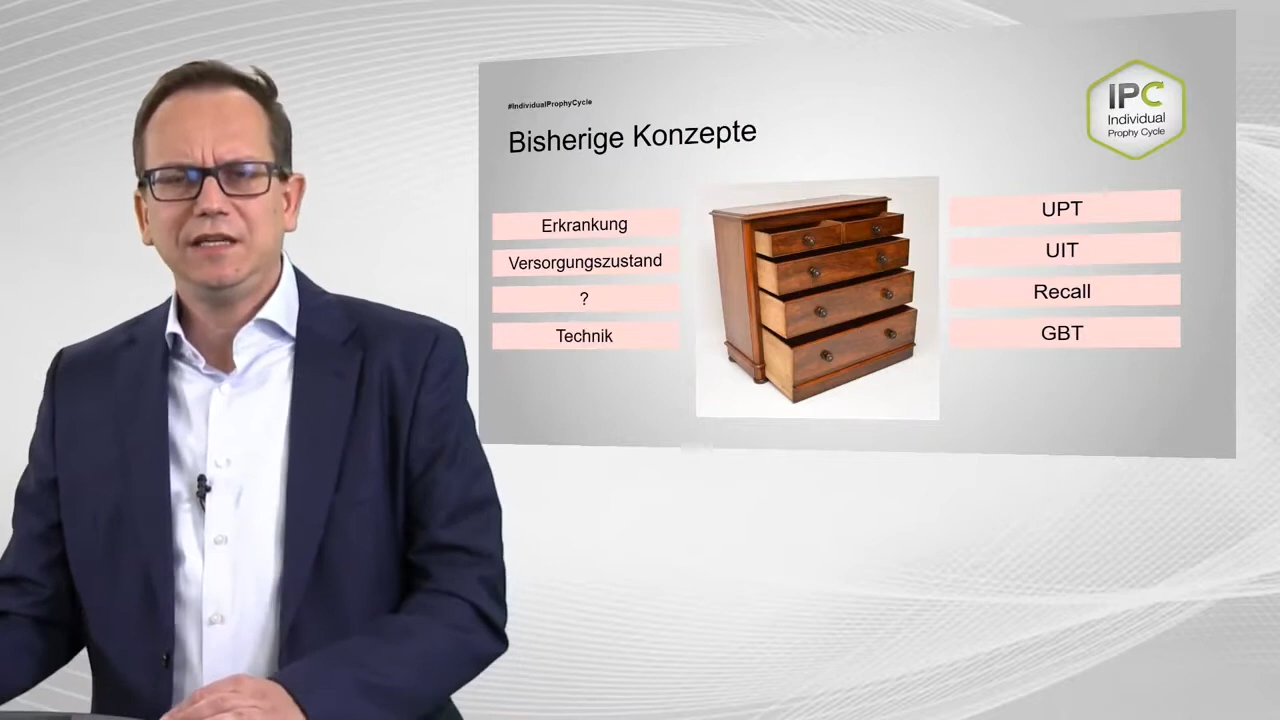 #IndividualProphyCycle
Bisherige Konzepte
IPC
Individual
Prophy Cycle
Erkrankung
Versorgungszustand
?
Technik
UPT
UIT
Recall
GBT